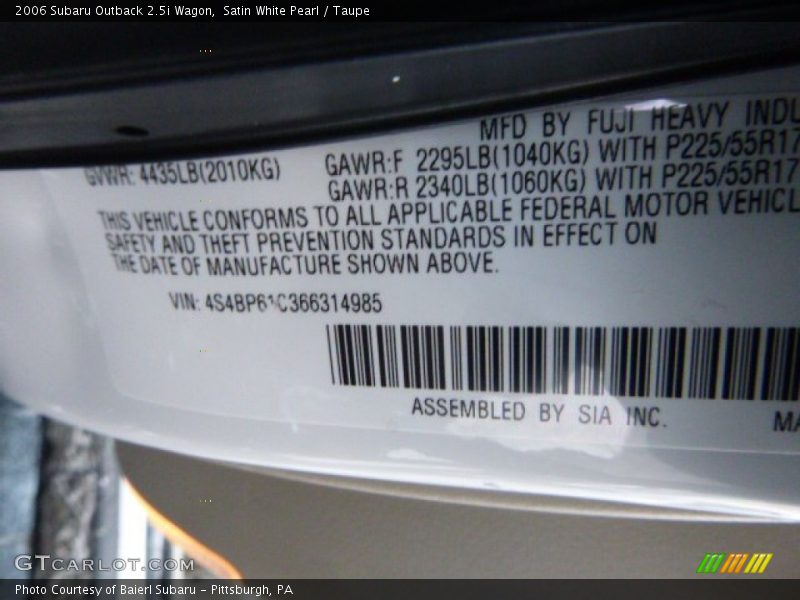 2006 Subaru Outback 2.5i Wagon, Satin White Pearl / Taupe
MFD BY FUJI HEAVY INDU
GVWR: 4435LB(2010KG) GAWR:F 2295LB(1040KG) WITH P225/55R17
GAWR:R 2340LB(1060KG) WITH P225/55R17
THIS VEHICLE CONFORMS TO ALL APPLICABLE FEDERAL MOTOR VEHICL
SAFETY AND THEFT PREVENTION STANDARDS IN EFFECT ON
THE DATE OF MANUFACTURE SHOWN ABOVE.
VIN: 4S4BP61C366314985
ASSEMBLED BY SIA INC.
MA
GTCARLOT.COM
Photo Courtesy of Baierl Subaru - Pittsburgh, PA